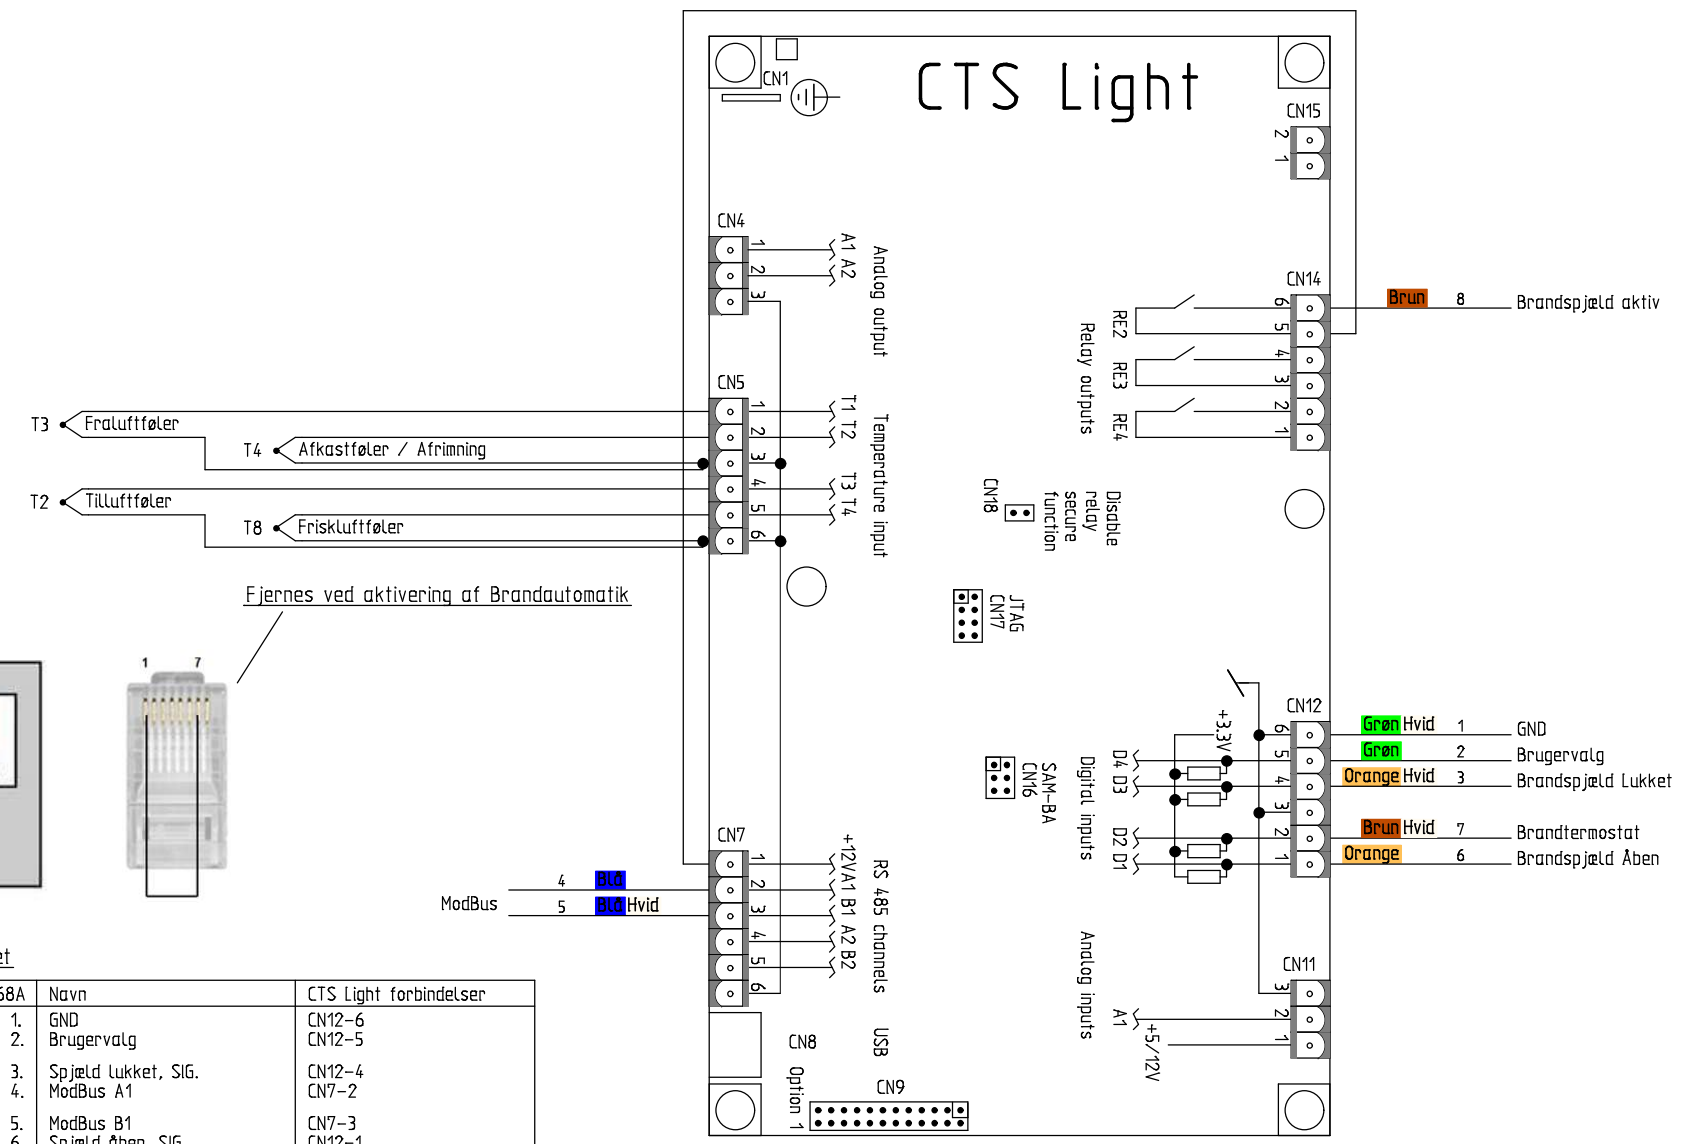 CTS Light
CN1
CN15
2
1
CN4
1
2
3
A1 A2
Analog output
CN14
6
5
4
3
2
1
RE2
RE3
RE4
Relay outputs
Brun 8 Brandspjæld aktiv
CN5
1
2
3
4
5
6
T1 T2
T3 T4
Temperature input
T3 Fraluftføler
T4 Afkastføler / Afrimning
T2 Tilluftføler
T8 Friskluftføler
CN18
Disable
relay
secure
function
Fjernes ved aktivering af Brandautomatik
1 7
JTAG
CN17
SAM-BA
CN16
CN12
6
5
4
3
2
1
+3.3V
D4 D3
D2 D1
Digital inputs
Grøn Hvid 1 GND
Grøn 2 Brugervalg
Orange Hvid 3 Brandspjæld Lukket
Brun Hvid 7 Brandtermostat
Orange 6 Brandspjæld Åben
CN7
1
2
3
4
5
6
+12V A1 B1 A2 B2
RS 485 channels
ModBus
4 Blå
5 Blå Hvid
CN11
3
2
1
A1
+5/12V
Analog inputs
CN8
USB
Option 1
CN9
et
68A Navn CTS Light forbindelser
1. GND CN12-6
2. Brugervalg CN12-5
3. Spjæld lukket, SIG. CN12-4
4. ModBus A1 CN7-2
5. ModBus B1 CN7-3
6. Spjæld åben, SIG. CN12-1